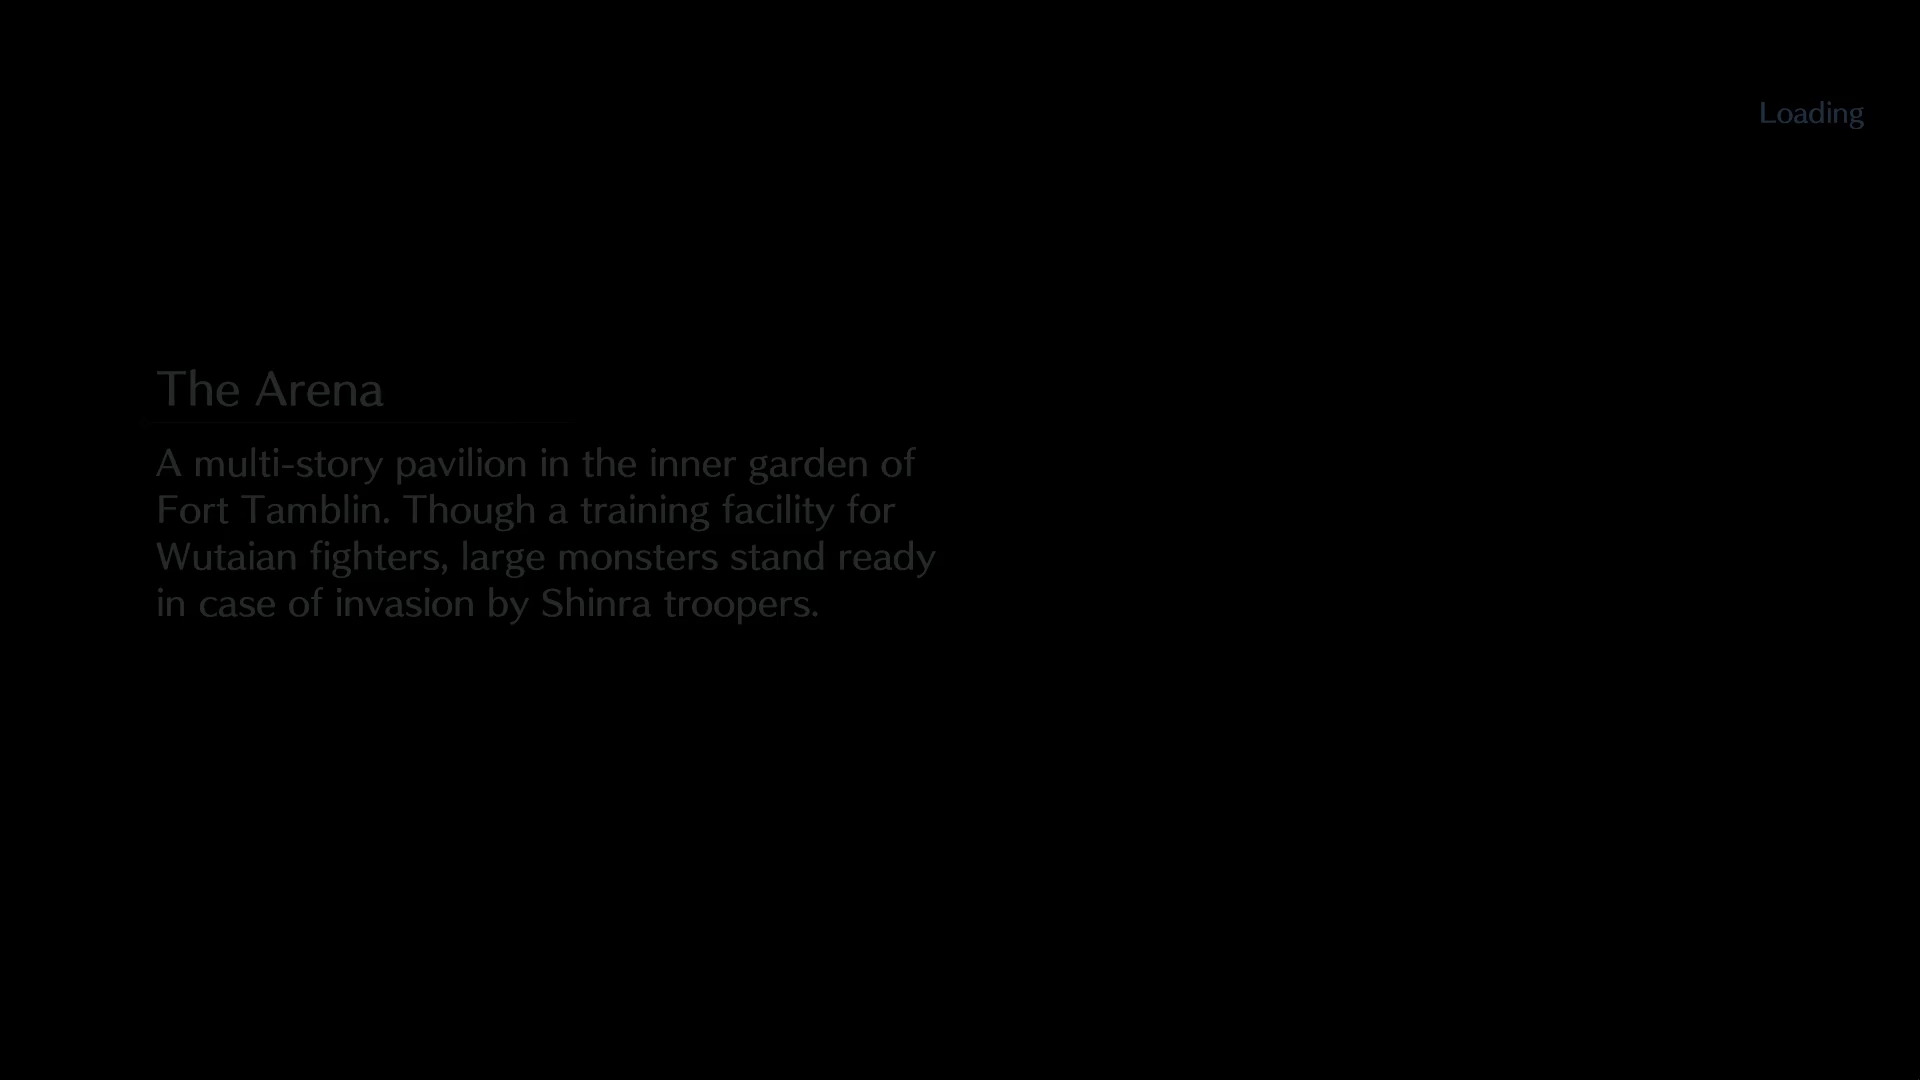 Loading
The Arena
A multi-story pavilion in the inner garden of
Fort Tamblin. Though a training facility for
Wutaian fighters, large monsters stand ready
in case of invasion by Shinra troopers.